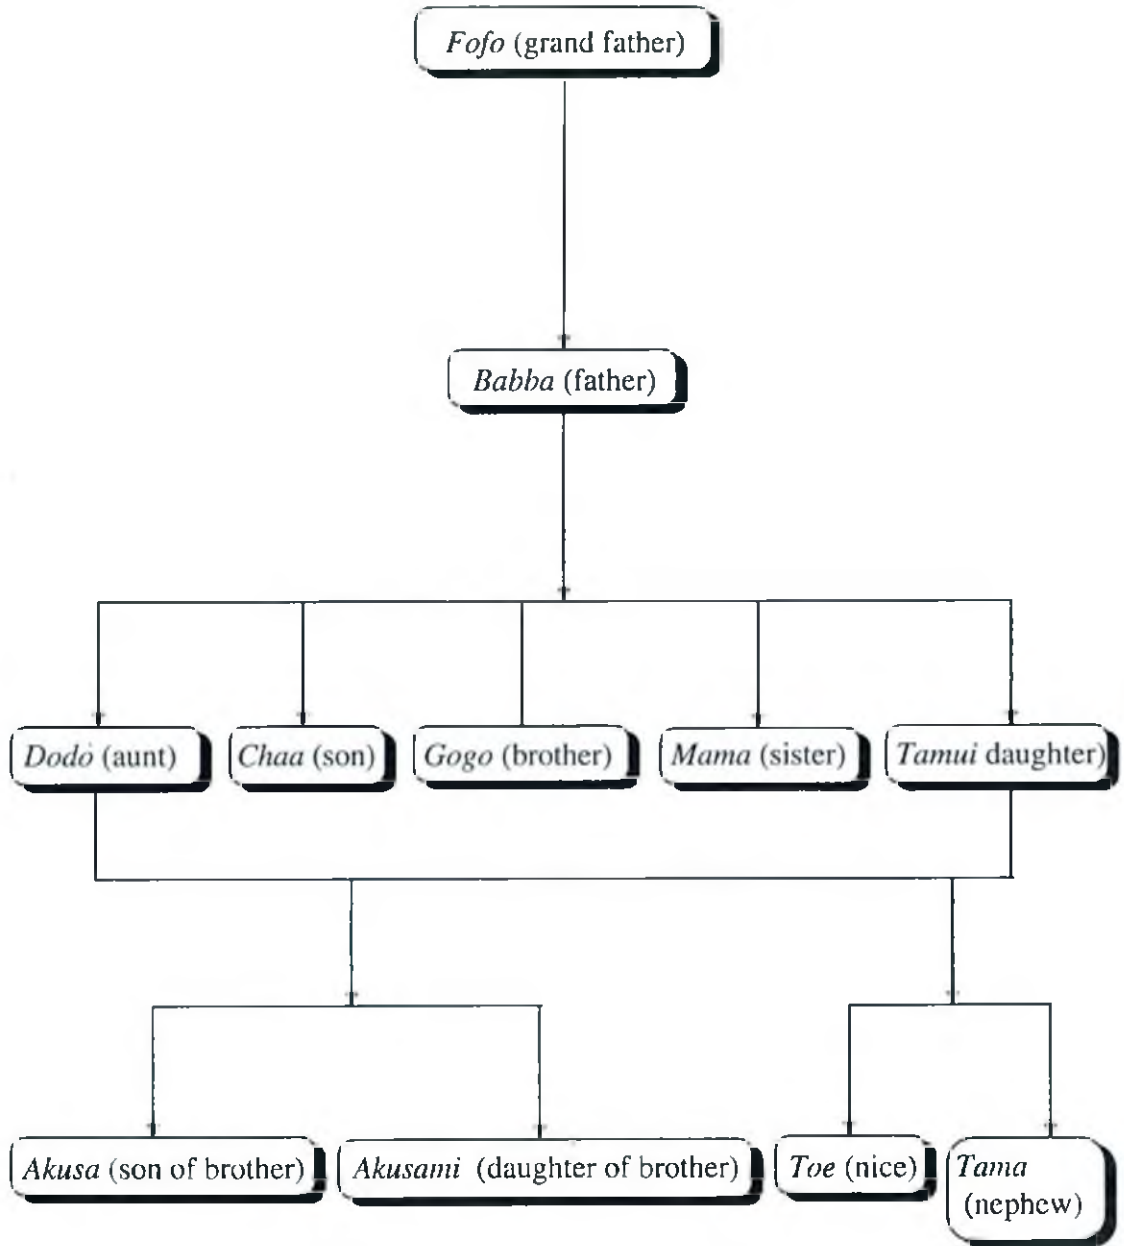 Fofo (grand father)
Babba (father)
Dodo (aunt)
Chaa (son)
Gogo (brother)
Mama (sister)
Tamui daughter)
Akusa (son of brother)
Akusami (daughter of brother)
Toe (nice)
Tama
(nephew)